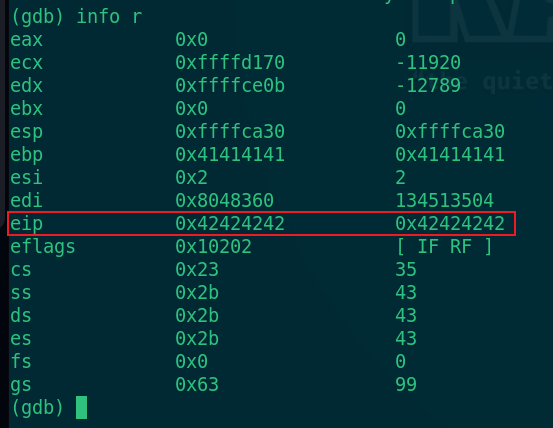 (gdb) info r
eax 0x0 0
ecx 0xffffd170 -11920
edx 0xffffce0b -12789
ebx 0x0 0
esp 0xffffca30 0xffffca30
ebp 0x41414141 0x41414141
esi 0x2 2
edi 0x8048360 134513504
eip 0x42424242 0x42424242
eflags 0x10202 [ IF RF ]
cs 0x23 35
ss 0x2b 43
ds 0x2b 43
es 0x2b 43
fs 0x0 0
gs 0x63 99
(gdb)